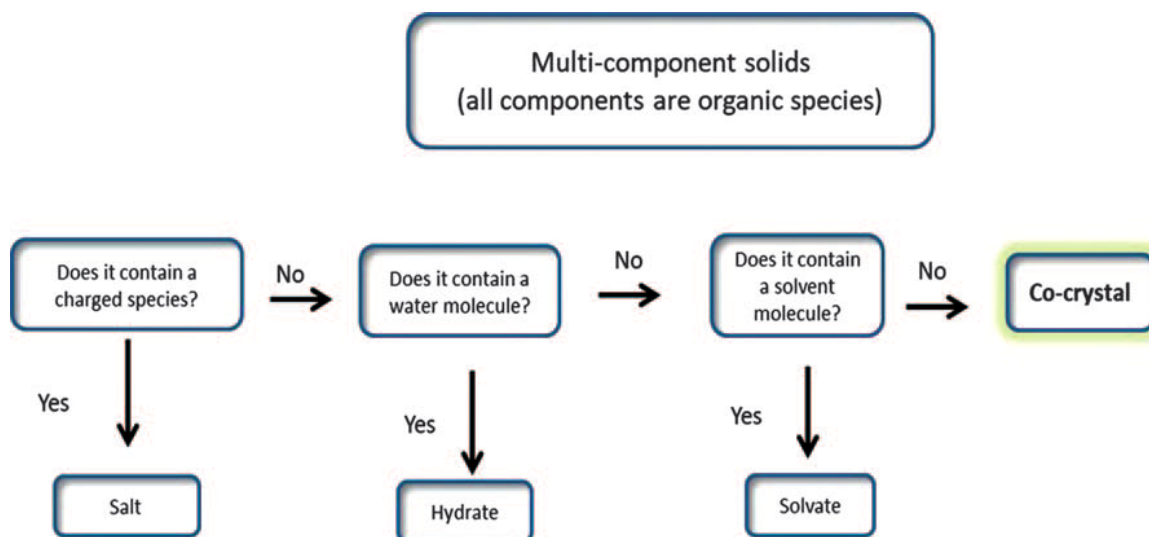 Multi-component solids
(all components are organic species)
Does it contain a
charged species?
No
Does it contain a
water molecule?
No
Does it contain
a solvent
molecule?
No
Co-crystal
Yes
Yes
Yes
Salt
Hydrate
Solvate